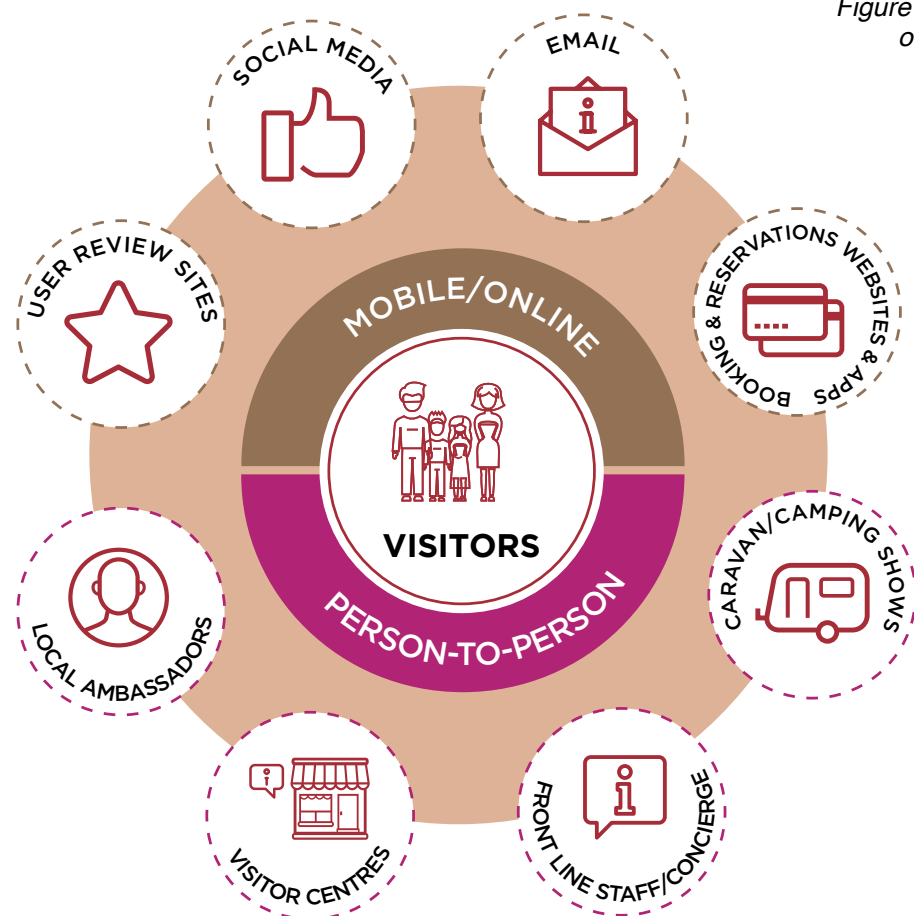 Figure
o
SOCIAL MEDIA
EMAIL
USER REVIEW SITES
BOOKING & RESERVATIONS WEBSITES & APPS
MOBILE/ONLINE
VISITORS
PERSON-TO-PERSON
LOCAL AMBASSADORS
CARAVAN/CAMPING SHOWS
VISITOR CENTRES
FRONT LINE STAFF/CONCIERGE